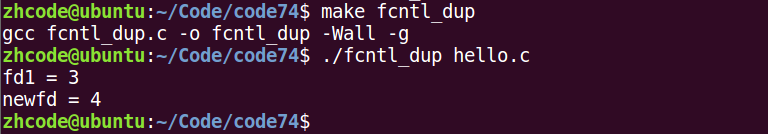 zhcode@ubuntu:~/Code/code74$ make fcntl_dup
gcc fcntl_dup.c -o fcntl_dup -Wall -g
zhcode@ubuntu:~/Code/code74$ ./fcntl_dup hello.c
fd1 = 3
newfd = 4
zhcode@ubuntu:~/Code/code74$